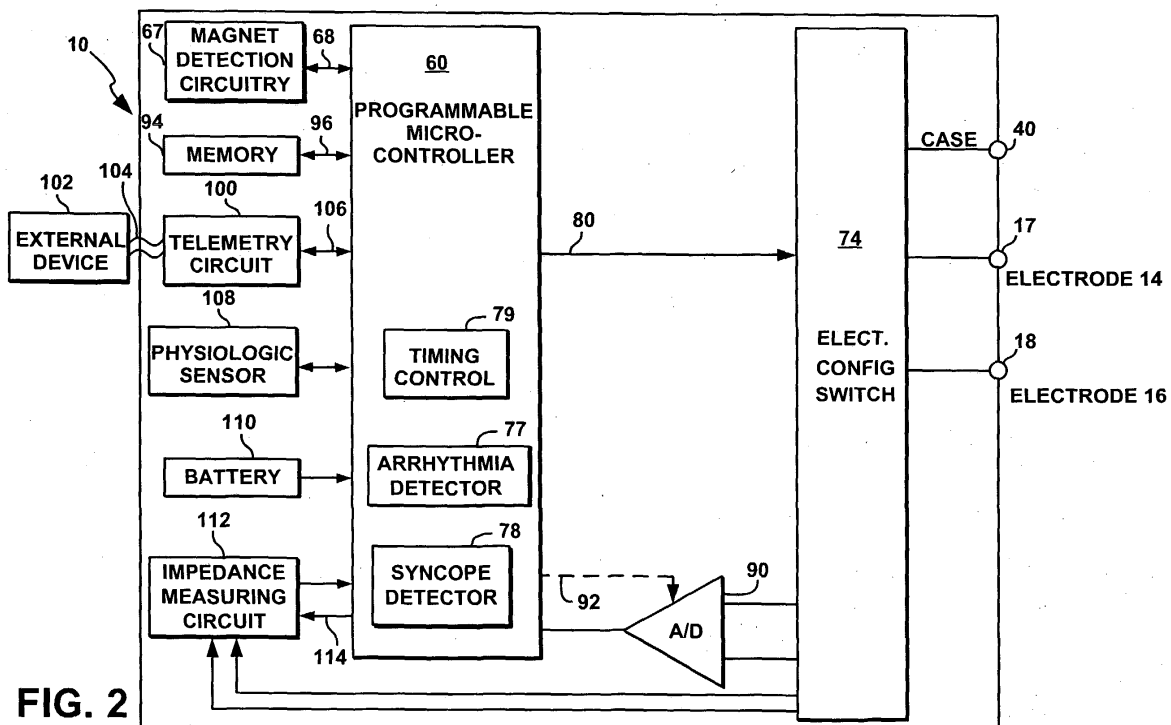 10
67
MAGNET
DETECTION
CIRCUITRY
68
94
MEMORY
96
102
104
EXTERNAL
DEVICE
100
TELEMETRY
CIRCUIT
106
108
PHYSIOLOGIC
SENSOR
110
BATTERY
112
IMPEDANCE
MEASURING
CIRCUIT
114
60
PROGRAMMABLE
MICRO-
CONTROLLER
79
TIMING
CONTROL
77
ARRHYTHMIA
DETECTOR
78
SYNCOPE
DETECTOR
80
92
90
A/D
74
ELECT.
CONFIG
SWITCH
CASE
40
17
ELECTRODE 14
18
ELECTRODE 16
FIG. 2